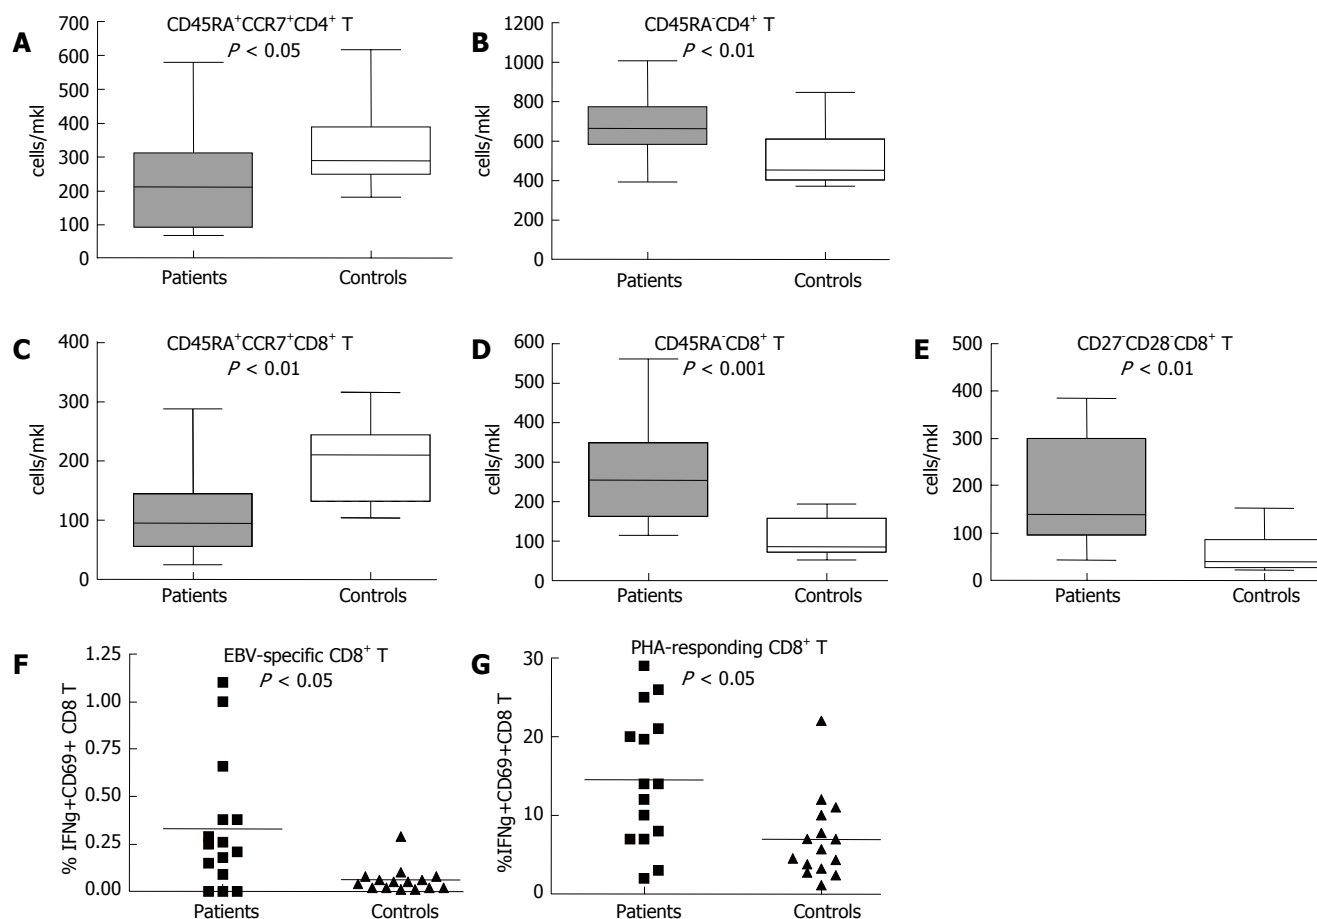 A
CD45RA⁺CCR7⁺CD4⁺ T
P < 0.05
cells/mkl
700
600
500
400
300
200
100
0
Patients
Controls
B
CD45RA⁻CD4⁺ T
P < 0.01
cells/mkl
1200
1000
800
600
400
200
0
Patients
Controls
C
CD45RA⁺CCR7⁺CD8⁺ T
P < 0.01
cells/mkl
400
300
200
100
0
Patients
Controls
D
CD45RA⁻CD8⁺ T
P < 0.001
cells/mkl
600
500
400
300
200
100
0
Patients
Controls
E
CD27⁻CD28⁻CD8⁺ T
P < 0.01
cells/mkl
500
400
300
200
100
0
Patients
Controls
F
EBV-specific CD8⁺ T
P < 0.05
% IFNg+CD69+ CD8 T
1.25
1.00
0.75
0.50
0.25
0.00
Patients
Controls
G
PHA-responding CD8⁺ T
P < 0.05
%IFNg+CD69+CD8 T
30
20
10
0
Patients
Controls